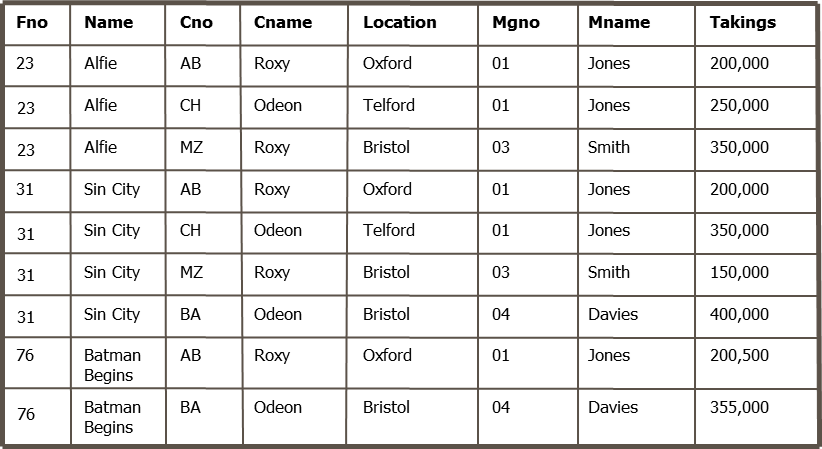 Fno Name Cno Cname Location Mgno Mname Takings
23 Alfie AB Roxy Oxford 01 Jones 200,000
23 Alfie CH Odeon Telford 01 Jones 250,000
23 Alfie MZ Roxy Bristol 03 Smith 350,000
31 Sin City AB Roxy Oxford 01 Jones 200,000
31 Sin City CH Odeon Telford 01 Jones 350,000
31 Sin City MZ Roxy Bristol 03 Smith 150,000
31 Sin City BA Odeon Bristol 04 Davies 400,000
76 Batman AB Roxy Oxford 01 Jones 200,500
Begins
76 Batman BA Odeon Bristol 04 Davies 355,000
Begins